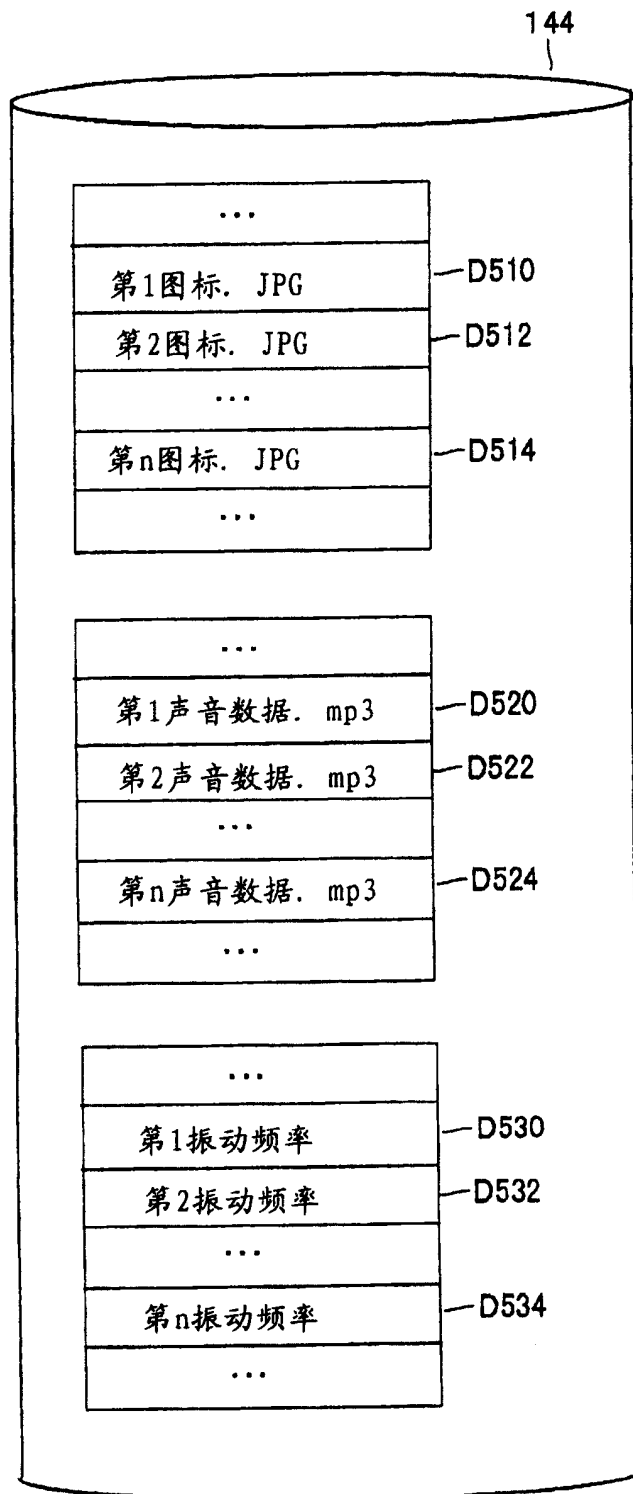 144
...
第1图标. JPG
D510
第2图标. JPG
D512
...
第n图标. JPG
D514
...
...
第1声音数据. mp3
D520
第2声音数据. mp3
D522
...
第n声音数据. mp3
D524
...
...
第1振动频率
D530
第2振动频率
D532
...
第n振动频率
D534
...